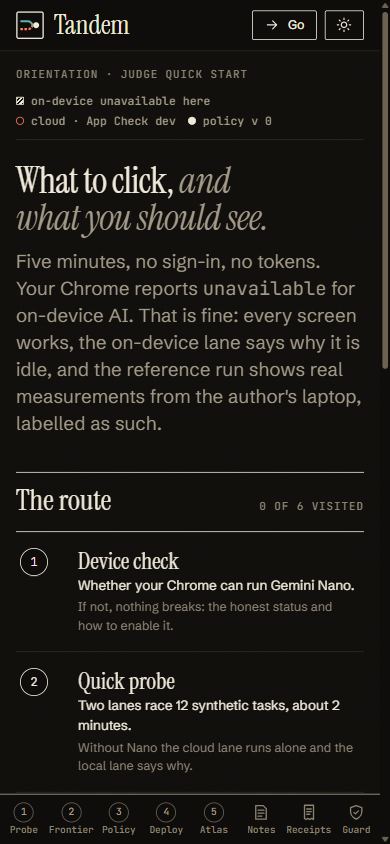 Tandem
Go
ORIENTATION · JUDGE QUICK START
on-device unavailable here
cloud · App Check dev policy v 0
What to click, and
what you should see.
Five minutes, no sign-in, no tokens.
Your Chrome reports unavailable for
on-device AI. That is fine: every screen
works, the on-device lane says why it is
idle, and the reference run shows real
measurements from the author's laptop,
labelled as such.
The route
0 OF 6 VISITED
1
Device check
Whether your Chrome can run Gemini Nano.
If not, nothing breaks: the honest status and
how to enable it.
2
Quick probe
Two lanes race 12 synthetic tasks, about 2
minutes.
Without Nano the cloud lane runs alone and the
local lane says why.
1 2 3 4 5
Probe Frontier Policy Deploy Atlas Notes Receipts Guard